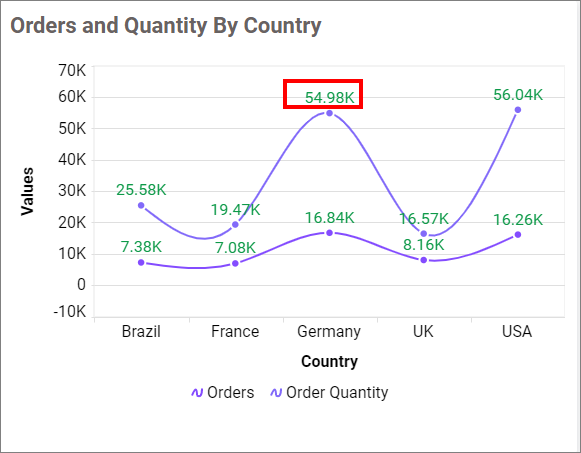 Orders and Quantity By Country
70K
60K
50K
40K
30K
20K
10K
0
-10K
Values
25.58K
19.47K
54.98K
16.57K
56.04K
7.38K
7.08K
16.84K
8.16K
16.26K
Brazil
France
Germany
UK
USA
Country
Orders
Order Quantity